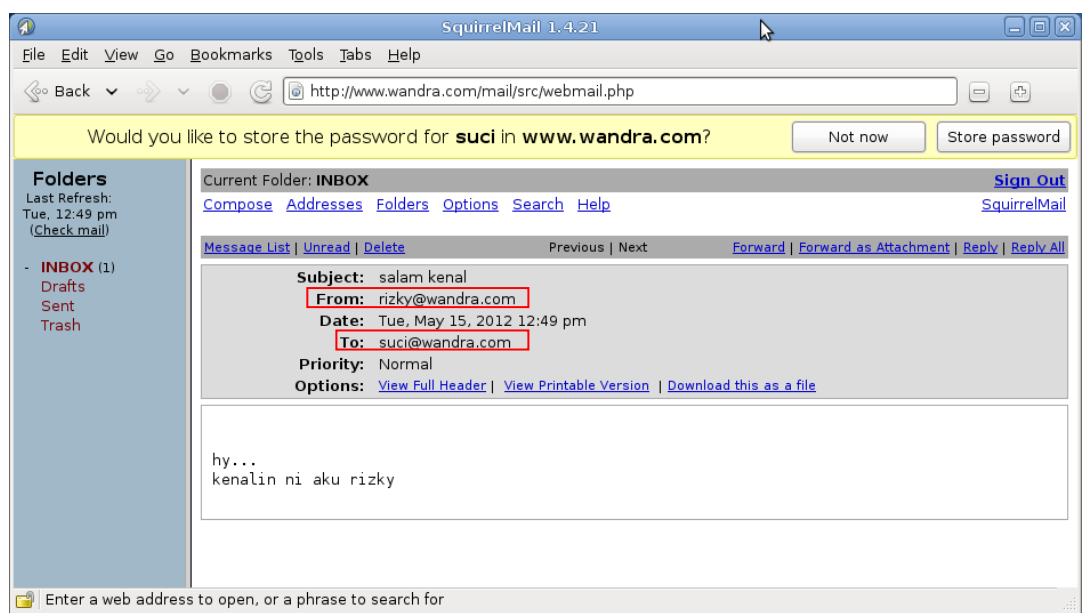 SquirrelMail 1.4.21
File Edit View Go Bookmarks Tools Tabs Help
Back http://www.wandra.com/mail/src/webmail.php
Would you like to store the password for suci in www.wandra.com? Not now Store password
Folders
Last Refresh:
Tue, 12:49 pm
(Check mail)
- INBOX (1)
Drafts
Sent
Trash
Current Folder: INBOX Sign Out
Compose Addresses Folders Options Search Help SquirrelMail
Message List | Unread | Delete Previous | Next Forward | Forward as Attachment | Reply | Reply All
Subject: salam kenal
From: rizky@wandra.com
Date: Tue, May 15, 2012 12:49 pm
To: suci@wandra.com
Priority: Normal
Options: View Full Header | View Printable Version | Download this as a file
hy...
kenalin ni aku rizky
Enter a web address to open, or a phrase to search for